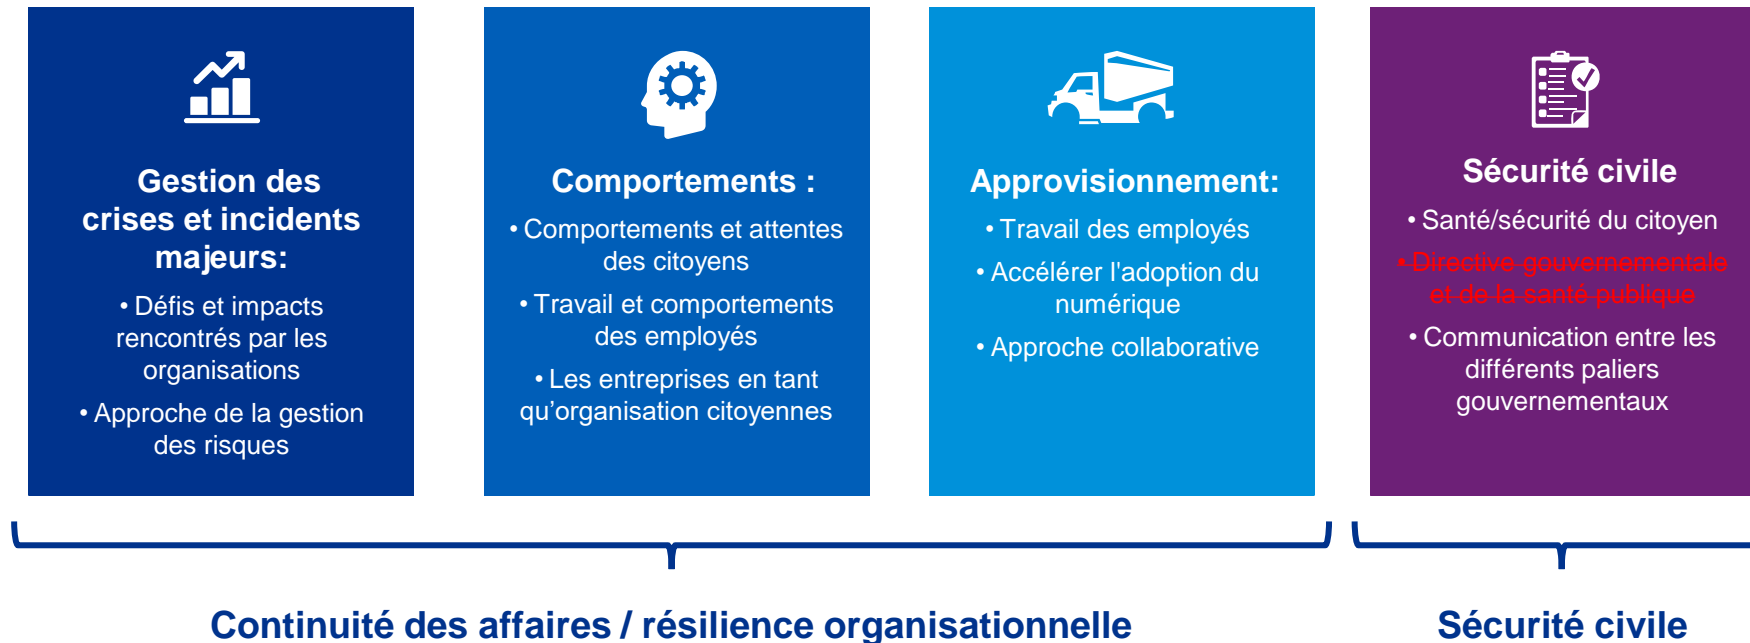 Gestion des
crises et incidents
majeurs:
• Défis et impacts
rencontrés par les
organisations
• Approche de la gestion
des risques
Comportements :
• Comportements et attentes
des citoyens
• Travail et comportements
des employés
• Les entreprises en tant
qu’organisation citoyennes
Approvisionnement:
• Travail des employés
• Accélérer l'adoption du
numérique
• Approche collaborative
Sécurité civile
• Santé/sécurité du citoyen
• Directive gouvernementale
et de la santé publique
• Communication entre les
différents paliers
gouvernementaux
Continuité des affaires / résilience organisationnelle
Sécurité civile